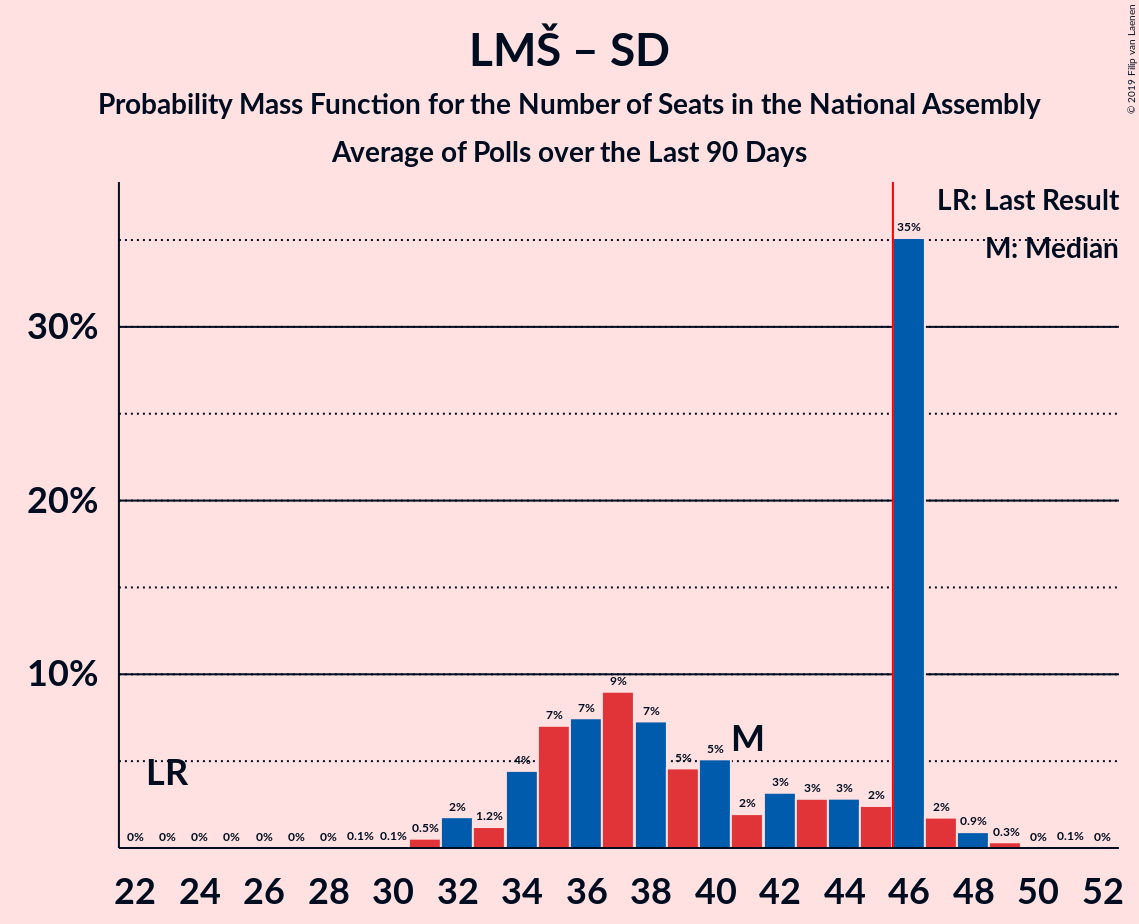 LMŠ – SD
Probability Mass Function for the Number of Seats in the National Assembly
Average of Polls over the Last 90 Days
© 2019 Filip van Laenen
LR: Last Result
M: Median
35%
30%
20%
10%
9%
7% 7% 7%
4% 5% 5%
LR
M
0% 0% 0% 0% 0% 0% 0% 0.1% 0.1% 0.5% 2% 1.2% 2% 3% 3% 3% 2% 2% 0.9% 0.3% 0% 0.1% 0%
22 24 26 28 30 32 34 36 38 40 42 44 46 48 50 52